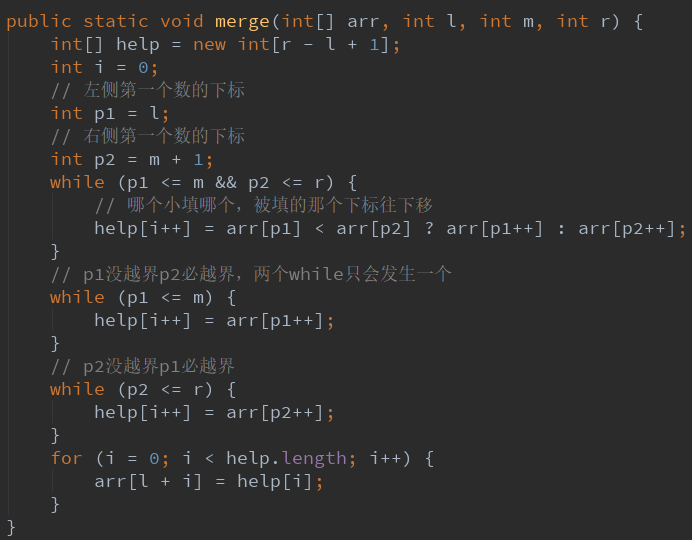 public static void merge(int[] arr, int l, int m, int r) {
    int[] help = new int[r - l + 1];
    int i = 0;
    // 左侧第一个数的下标
    int p1 = l;
    // 右侧第一个数的下标
    int p2 = m + 1;
    while (p1 <= m && p2 <= r) {
        // 哪个小填哪个，被填的那个下标往下移
        help[i++] = arr[p1] < arr[p2] ? arr[p1++] : arr[p2++];
    }
    // p1没越界p2必越界，两个while只会发生一个
    while (p1 <= m) {
        help[i++] = arr[p1++];
    }
    // p2没越界p1必越界
    while (p2 <= r) {
        help[i++] = arr[p2++];
    }
    for (i = 0; i < help.length; i++) {
        arr[l + i] = help[i];
    }
}